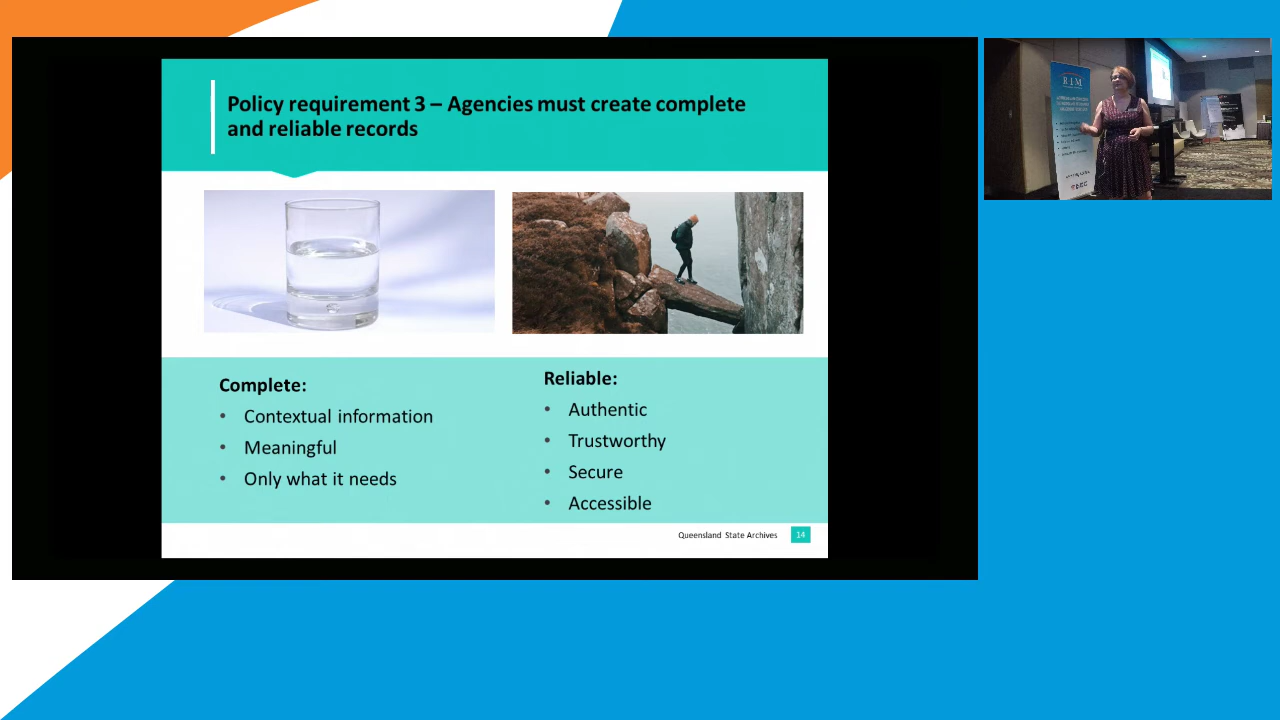 Policy requirement 3 – Agencies must create complete
and reliable records
Complete:
• Contextual information
• Meaningful
• Only what it needs
Reliable:
• Authentic
• Trustworthy
• Secure
• Accessible
Queensland State Archives 14
RIM